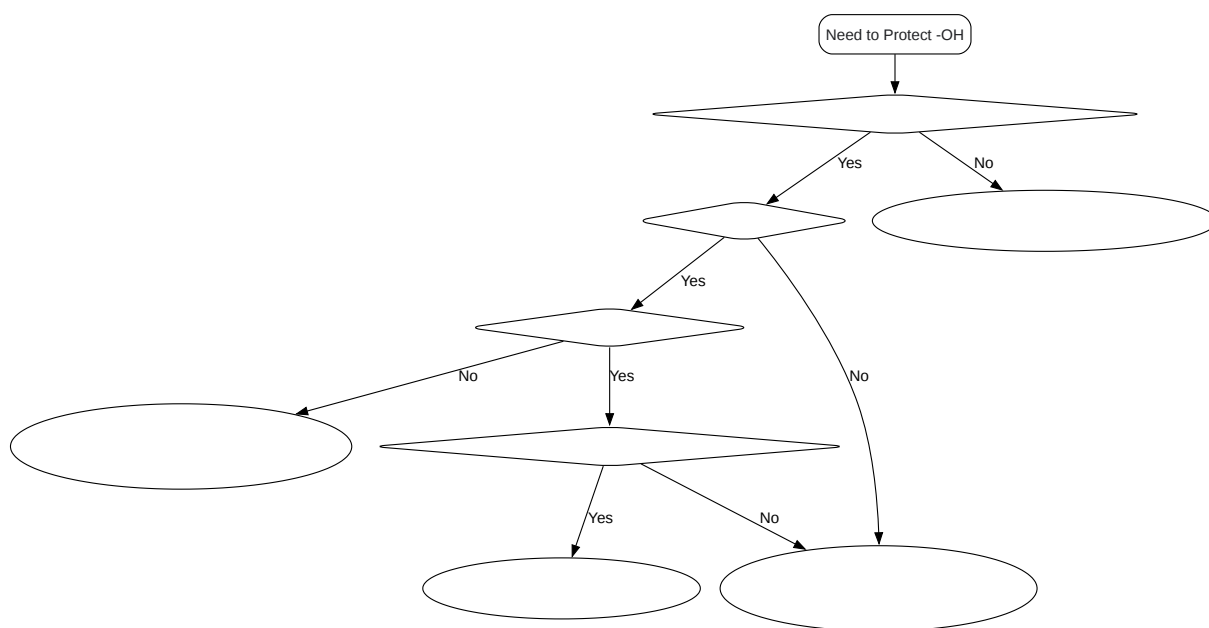 Need to Protect -OH
Yes
No
Yes
No
No
Yes
Yes
No